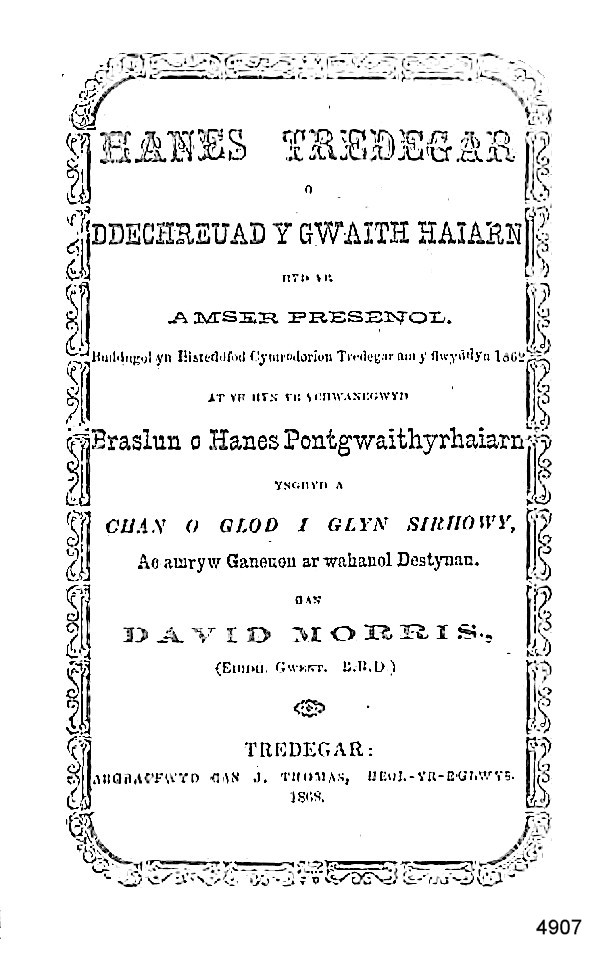 HANES TREDEGAR
O
DDECHREUAD Y GWAITH HAIARN
HYD YR
AMSER PRESENOL.
Buddugol yn Eisteddfod Cymrodorion Tredegar am y flwyddyn 1862
AT YR HYN YR YCHWANEGWYD
Braslun o Hanes Pontgwaithyrhaiarn
YNGHYD A
CHAN O GLOD I GLYN SIRHOWY,
Ac amryw Ganeuon ar wahanol Destynau.
GAN
DAVID MORRIS.,
Gwent. B.B.D)
TREDEGAR:
ARGRAFFWYD GAN J. THOMAS, HEOL-YR-EGLWYS.
1868.
4907